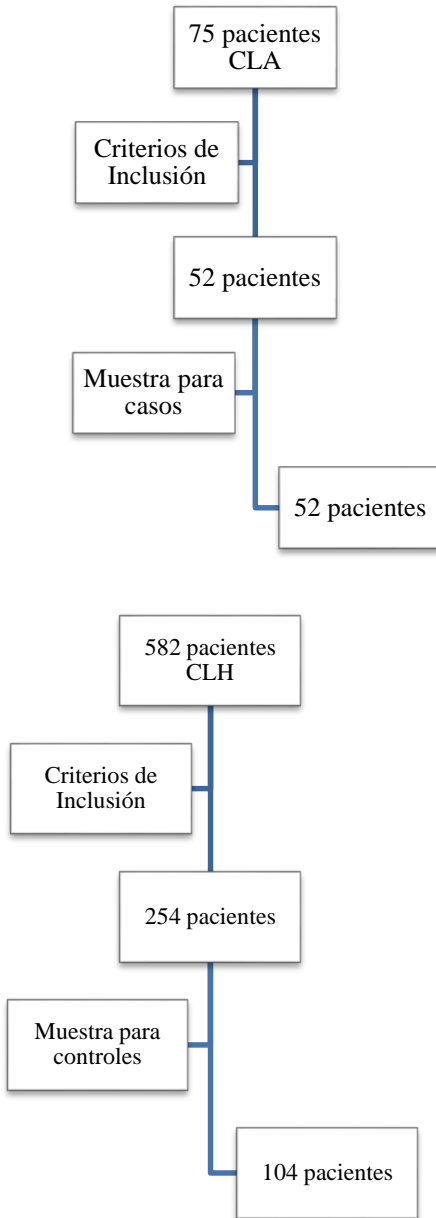 75 pacientes
CLA
Criterios de
Inclusión
52 pacientes
Muestra para
casos
52 pacientes
582 pacientes
CLH
Criterios de
Inclusión
254 pacientes
Muestra para
controles
104 pacientes